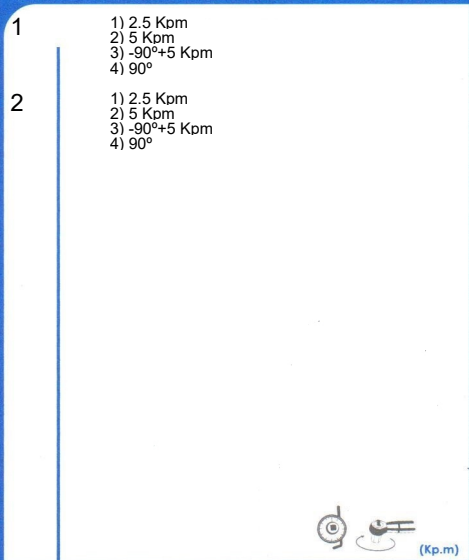 1
1) 2.5 Kpm
2) 5 Kpm
3) -90º+5 Kpm
4) 90º
2
1) 2.5 Kpm
2) 5 Kpm
3) -90º+5 Kpm
4) 90º
(Kp.m)